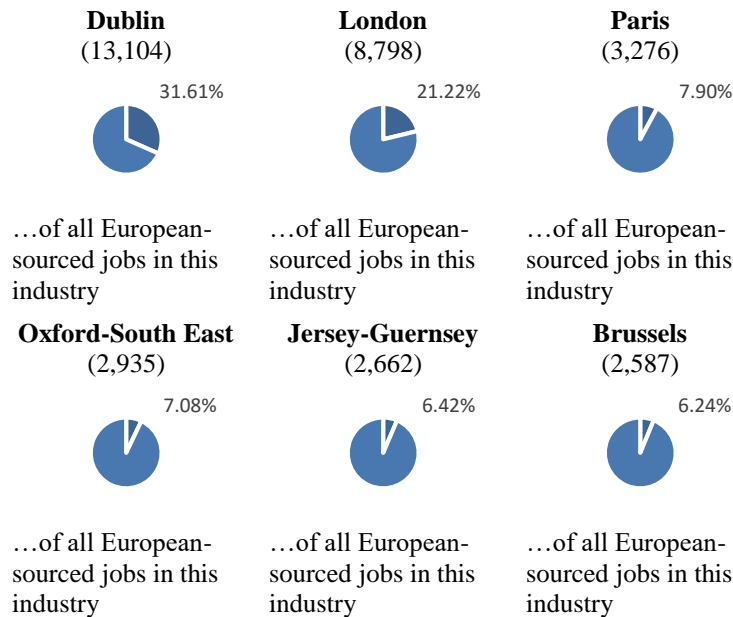 Dublin
(13,104)
31.61%
…of all European-
sourced jobs in this
industry
London
(8,798)
21.22%
…of all European-
sourced jobs in this
industry
Paris
(3,276)
7.90%
…of all European-
sourced jobs in this
industry
Oxford-South East
(2,935)
7.08%
…of all European-
sourced jobs in this
industry
Jersey-Guernsey
(2,662)
6.42%
…of all European-
sourced jobs in this
industry
Brussels
(2,587)
6.24%
…of all European-
sourced jobs in this
industry